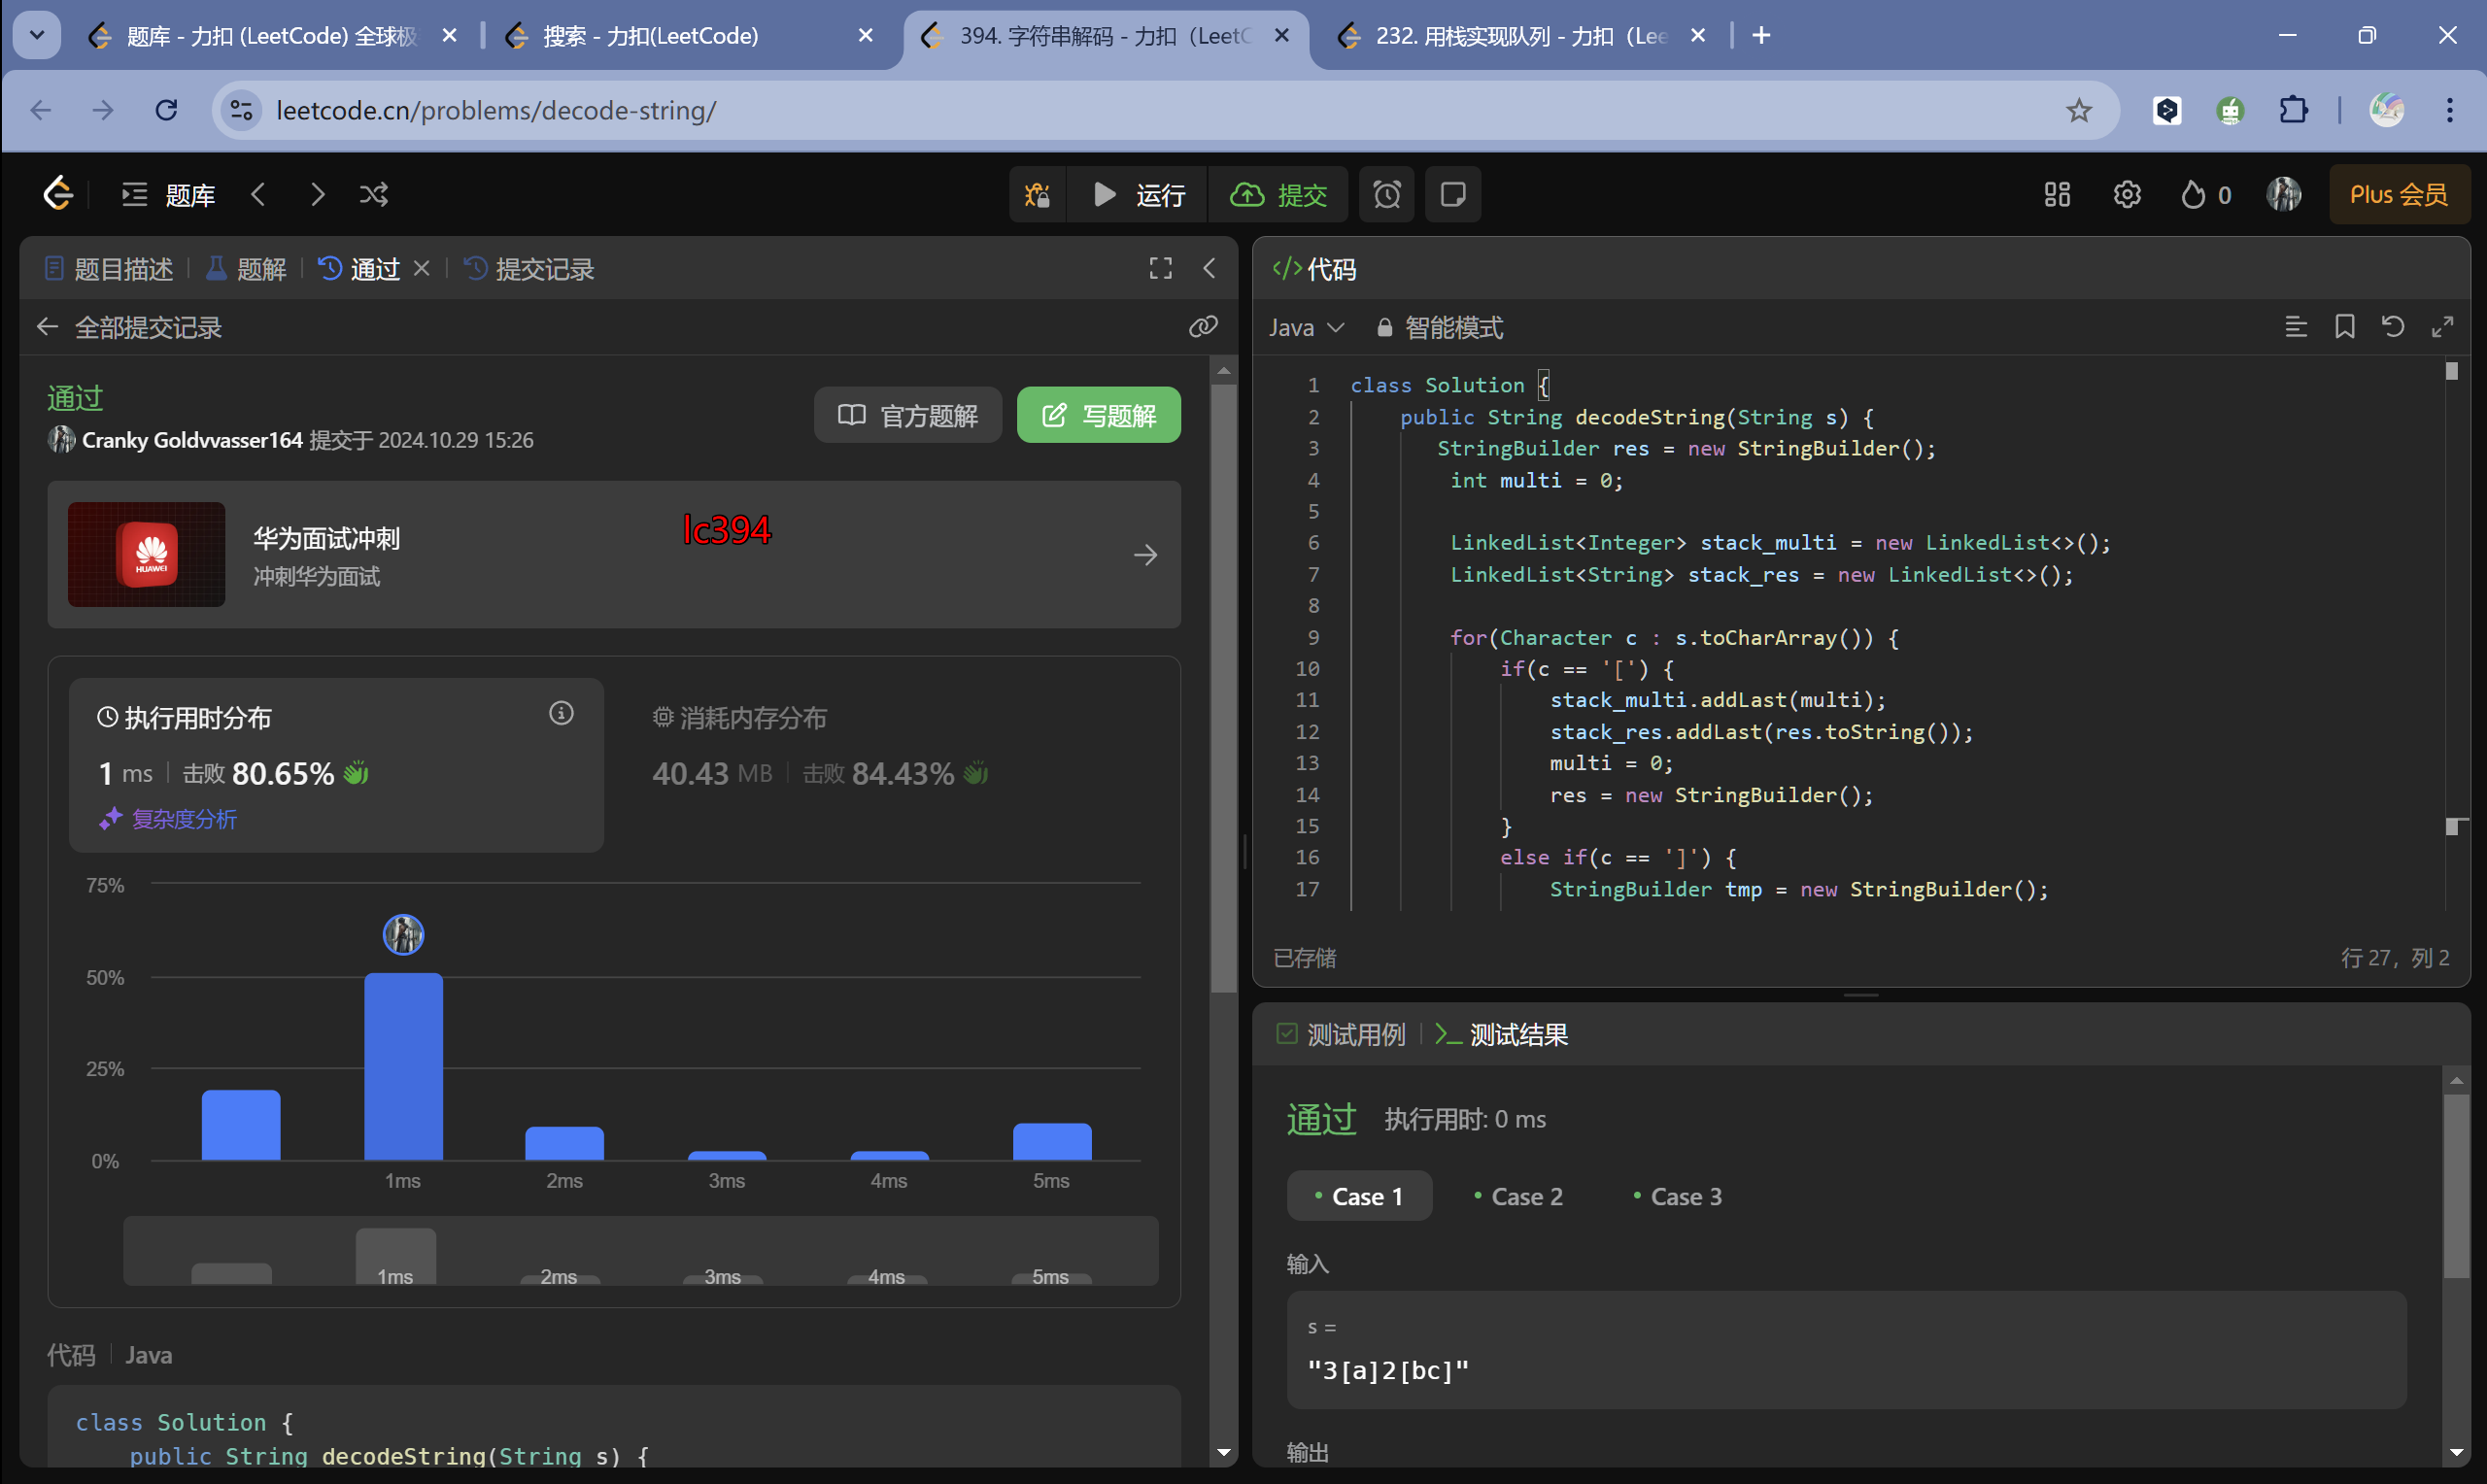 题库 - 力扣 (LeetCode) 全球极
搜索 - 力扣(LeetCode)
394. 字符串解码 - 力扣（LeetC
232. 用栈实现队列 - 力扣（Lee
leetcode.cn/problems/decode-string/
题库
运行
提交
0
Plus 会员
题目描述
题解
通过
提交记录
全部提交记录
通过
Cranky Goldvvasser164 提交于 2024.10.29 15:26
官方题解
写题解
HUAWEI
华为面试冲刺
冲刺华为面试
lc394
执行用时分布
1 ms 击败 80.65%
复杂度分析
消耗内存分布
40.43 MB 击败 84.43%
75%
50%
25%
0%
1ms
2ms
3ms
4ms
5ms
1ms
2ms
3ms
4ms
5ms
代码 Java
class Solution {
public String decodeString(String s) {
</> 代码
Java 智能模式
1 class Solution {
2 public String decodeString(String s) {
3 StringBuilder res = new StringBuilder();
4 int multi = 0;
5
6 LinkedList<Integer> stack_multi = new LinkedList<>();
7 LinkedList<String> stack_res = new LinkedList<>();
8
9 for(Character c : s.toCharArray()) {
10 if(c == '[') {
11 stack_multi.addLast(multi);
12 stack_res.addLast(res.toString());
13 multi = 0;
14 res = new StringBuilder();
15 }
16 else if(c == ']') {
17 StringBuilder tmp = new StringBuilder();
已存储
行 27，列 2
测试用例
测试结果
通过 执行用时: 0 ms
Case 1
Case 2
Case 3
输入
s =
"3[a]2[bc]"
输出